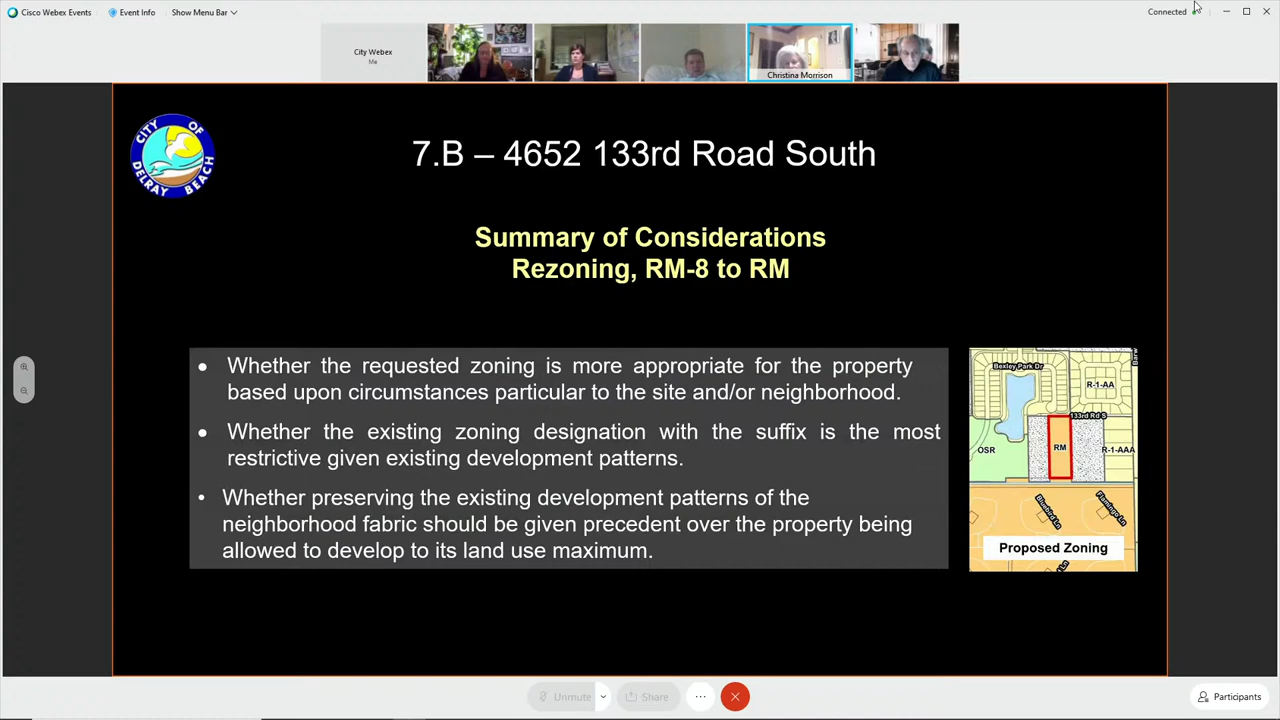 Cisco Webex Events
Event Info
Show Menu Bar
Connected
City Webex
Me
Christina Morrison
CITY OF
DELRAY BEACH
7.B – 4652 133rd Road South
Summary of Considerations
Rezoning, RM-8 to RM
• Whether the requested zoning is more appropriate for the property
based upon circumstances particular to the site and/or neighborhood.
• Whether the existing zoning designation with the suffix is the most
restrictive given existing development patterns.
• Whether preserving the existing development patterns of the
neighborhood fabric should be given precedent over the property being
allowed to develop to its land use maximum.
Bexley Park Dr
R-1-AA
133rd Rd S
OSR
RM
R-1-AAA
Bluebird Ln
Flamingo Ln
Proposed Zoning
Unmute
Share
Participants